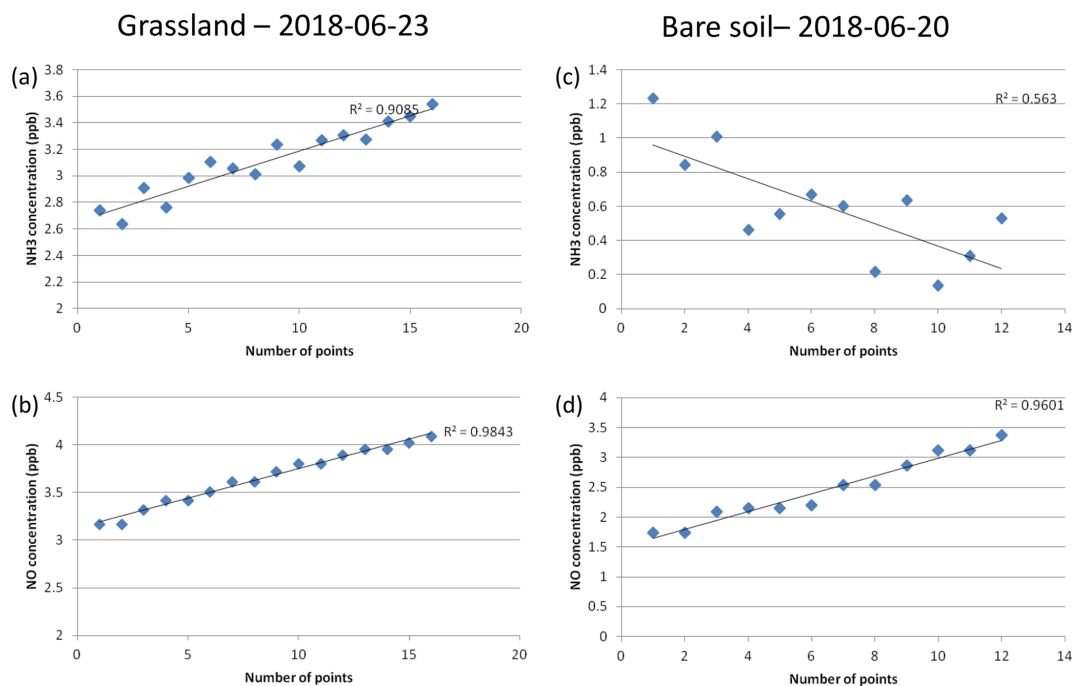 Grassland – 2018-06-23
(a)
NH3 concentration (ppb)
3.8
3.6
3.4
3.2
3
2.8
2.6
2.4
2.2
2
R² = 0.9085
0 5 10 15 20
Number of points
(b)
NO concentration (ppb)
4.5
4
3.5
3
2.5
2
R² = 0.9843
0 5 10 15 20
Number of points
Bare soil– 2018-06-20
(c)
NH3 concentration (ppb)
1.4
1.2
1
0.8
0.6
0.4
0.2
0
R² = 0.563
0 2 4 6 8 10 12 14
Number of points
(d)
NO concentration (ppb)
4
3.5
3
2.5
2
1.5
1
0.5
0
R² = 0.9601
0 2 4 6 8 10 12 14
Number of points